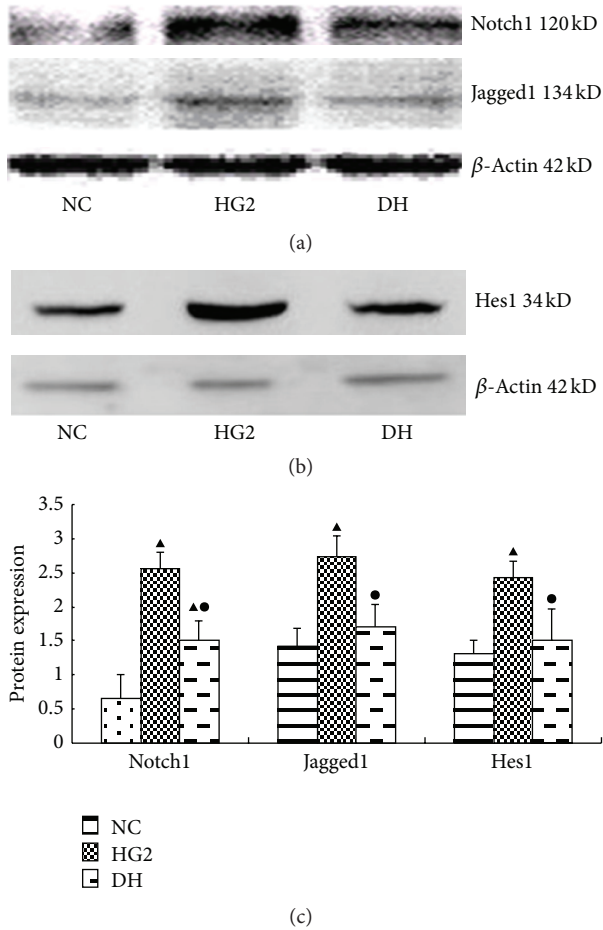 Notch1 120 kD
Jagged1 134 kD
β-Actin 42 kD
NC HG2 DH
(a)
Hes1 34 kD
β-Actin 42 kD
NC HG2 DH
(b)
Protein expression
3.5
3
2.5
2
1.5
1
0.5
0
Notch1 Jagged1 Hes1
NC
HG2
DH
(c)